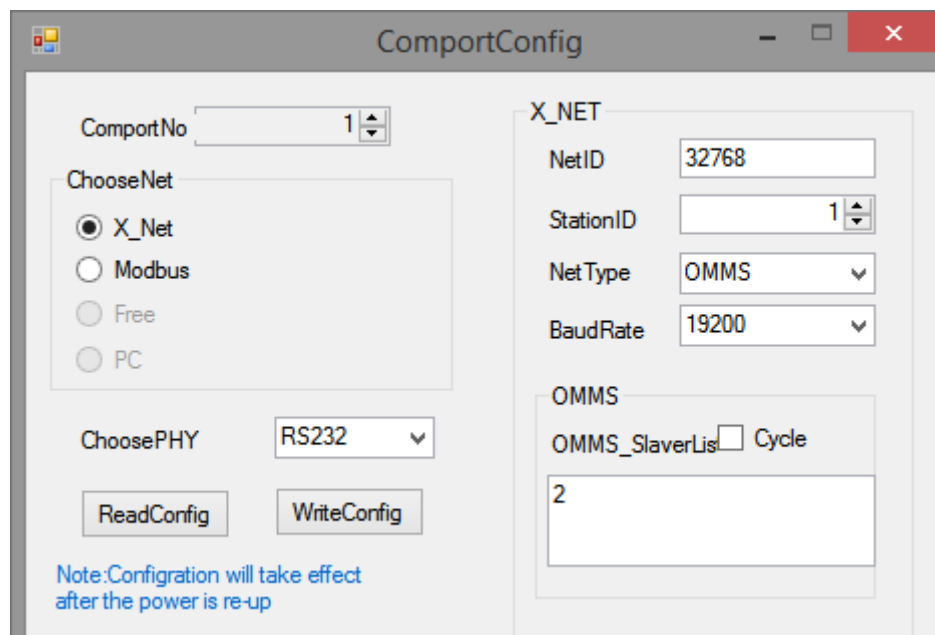 ComportConfig
ComportNo 1
ChooseNet
X_Net
Modbus
Free
PC
ChoosePHY RS232
ReadConfig WriteConfig
Note:Configration will take effect
after the power is re-up
X_NET
NetID 32768
StationID 1
NetType OMMS
BaudRate 19200
OMMS
OMMS_SlaverLis Cycle
2